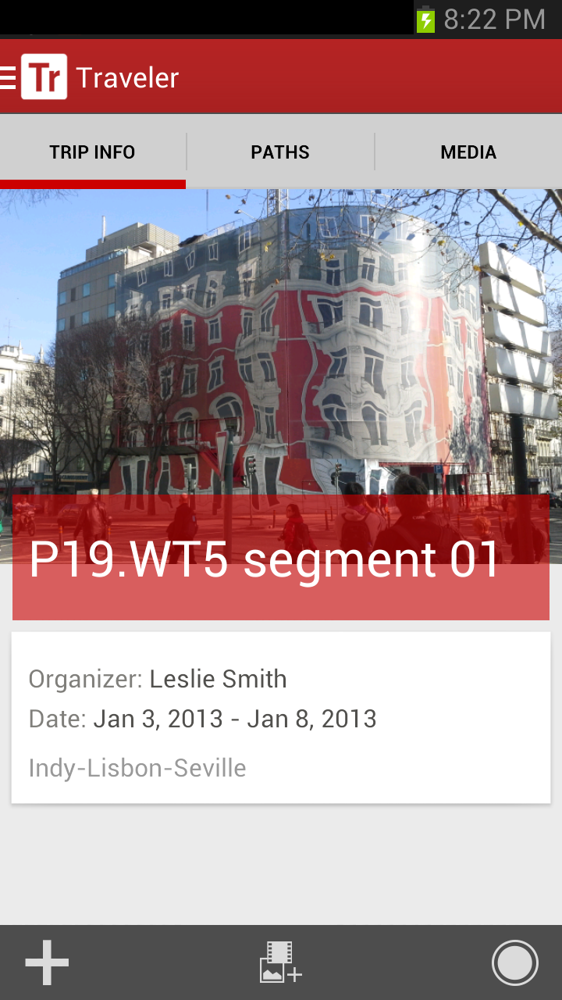 8:22 PM
Tr Traveler
TRIP INFO
PATHS
MEDIA
P19.WT5 segment 01
Organizer: Leslie Smith
Date: Jan 3, 2013 - Jan 8, 2013
Indy-Lisbon-Seville